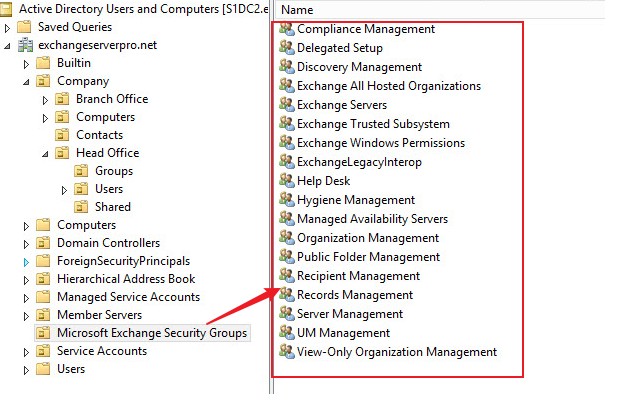 Active Directory Users and Computers [S1DC2.e
Saved Queries
exchangeserverpro.net
Builtin
Company
Branch Office
Computers
Contacts
Head Office
Groups
Users
Shared
Computers
Domain Controllers
ForeignSecurityPrincipals
Hierarchical Address Book
Managed Service Accounts
Member Servers
Microsoft Exchange Security Groups
Service Accounts
Users
Name
Compliance Management
Delegated Setup
Discovery Management
Exchange All Hosted Organizations
Exchange Servers
Exchange Trusted Subsystem
Exchange Windows Permissions
ExchangeLegacyInterop
Help Desk
Hygiene Management
Managed Availability Servers
Organization Management
Public Folder Management
Recipient Management
Records Management
Server Management
UM Management
View-Only Organization Management